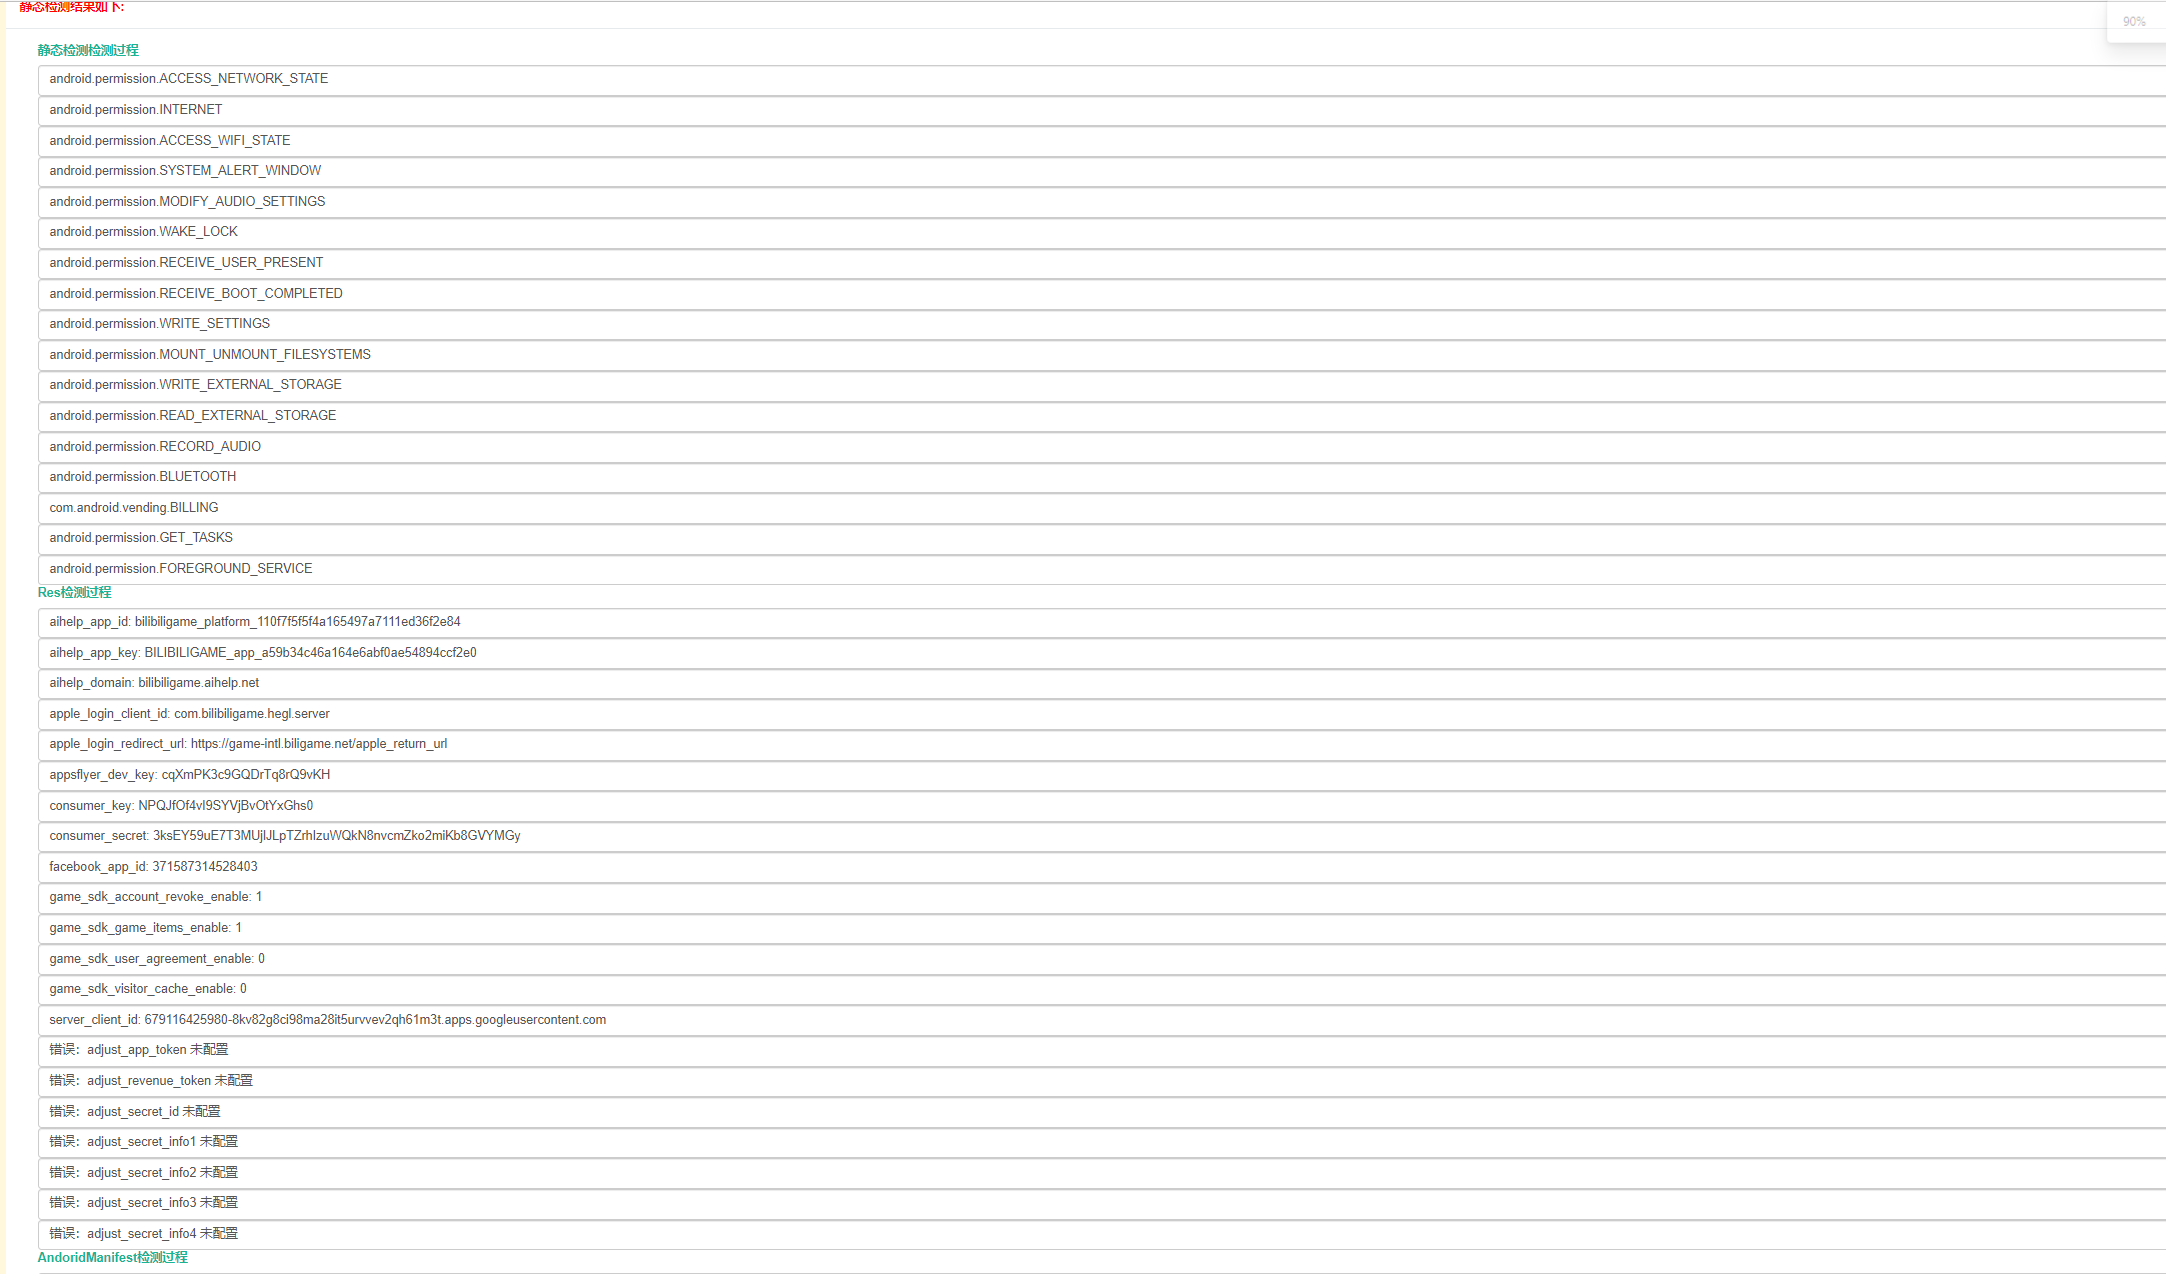 静态检测结果如下:
90%
静态检测检测过程
android.permission.ACCESS_NETWORK_STATE
android.permission.INTERNET
android.permission.ACCESS_WIFI_STATE
android.permission.SYSTEM_ALERT_WINDOW
android.permission.MODIFY_AUDIO_SETTINGS
android.permission.WAKE_LOCK
android.permission.RECEIVE_USER_PRESENT
android.permission.RECEIVE_BOOT_COMPLETED
android.permission.WRITE_SETTINGS
android.permission.MOUNT_UNMOUNT_FILESYSTEMS
android.permission.WRITE_EXTERNAL_STORAGE
android.permission.READ_EXTERNAL_STORAGE
android.permission.RECORD_AUDIO
android.permission.BLUETOOTH
com.android.vending.BILLING
android.permission.GET_TASKS
android.permission.FOREGROUND_SERVICE
Res检测过程
aihelp_app_id: bilibiligame_platform_110f7f5f5f4a165497a7111ed36f2e84
aihelp_app_key: BILIBILIGAME_app_a59b34c46a164e6abf0ae54894ccf2e0
aihelp_domain: bilibiligame.aihelp.net
apple_login_client_id: com.bilibiligame.hegl.server
apple_login_redirect_url: https://game-intl.biligame.net/apple_return_url
appsflyer_dev_key: cqXmPK3c9GQDrTq8rQ9vKH
consumer_key: NPQJfOf4vI9SYVjBvOtYxGhs0
consumer_secret: 3ksEY59uE7T3MUjIJLpTZrhIzuWQkN8nvcmZko2miKb8GVYMGy
facebook_app_id: 371587314528403
game_sdk_account_revoke_enable: 1
game_sdk_game_items_enable: 1
game_sdk_user_agreement_enable: 0
game_sdk_visitor_cache_enable: 0
server_client_id: 679116425980-8kv82g8ci98ma28it5urvvev2qh61m3t.apps.googleusercontent.com
错误：adjust_app_token 未配置
错误：adjust_revenue_token 未配置
错误：adjust_secret_id 未配置
错误：adjust_secret_info1 未配置
错误：adjust_secret_info2 未配置
错误：adjust_secret_info3 未配置
错误：adjust_secret_info4 未配置
AndoridManifest检测过程